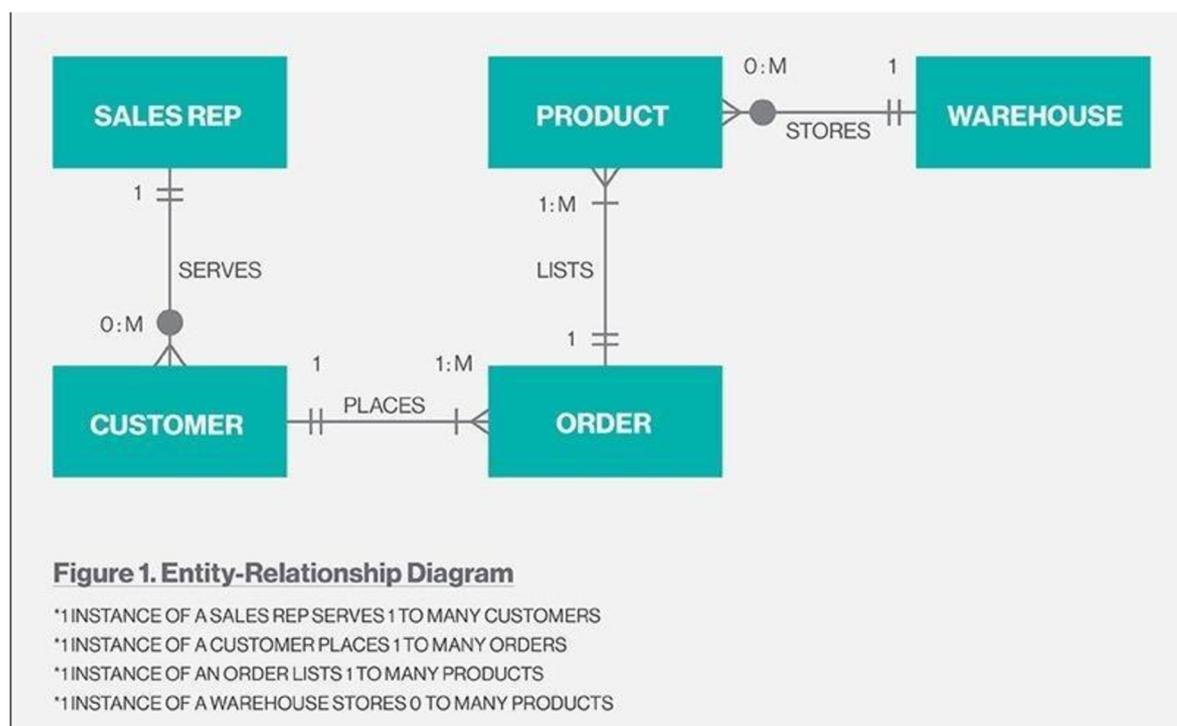 SALES REP
PRODUCT
0:M
1
STORES
WAREHOUSE
1
1:M
SERVES
LISTS
0:M
1
CUSTOMER
1
1:M
PLACES
ORDER
Figure 1. Entity-Relationship Diagram
*1 INSTANCE OF A SALES REP SERVES 1 TO MANY CUSTOMERS
*1 INSTANCE OF A CUSTOMER PLACES 1 TO MANY ORDERS
*1 INSTANCE OF AN ORDER LISTS 1 TO MANY PRODUCTS
*1 INSTANCE OF A WAREHOUSE STORES 0 TO MANY PRODUCTS